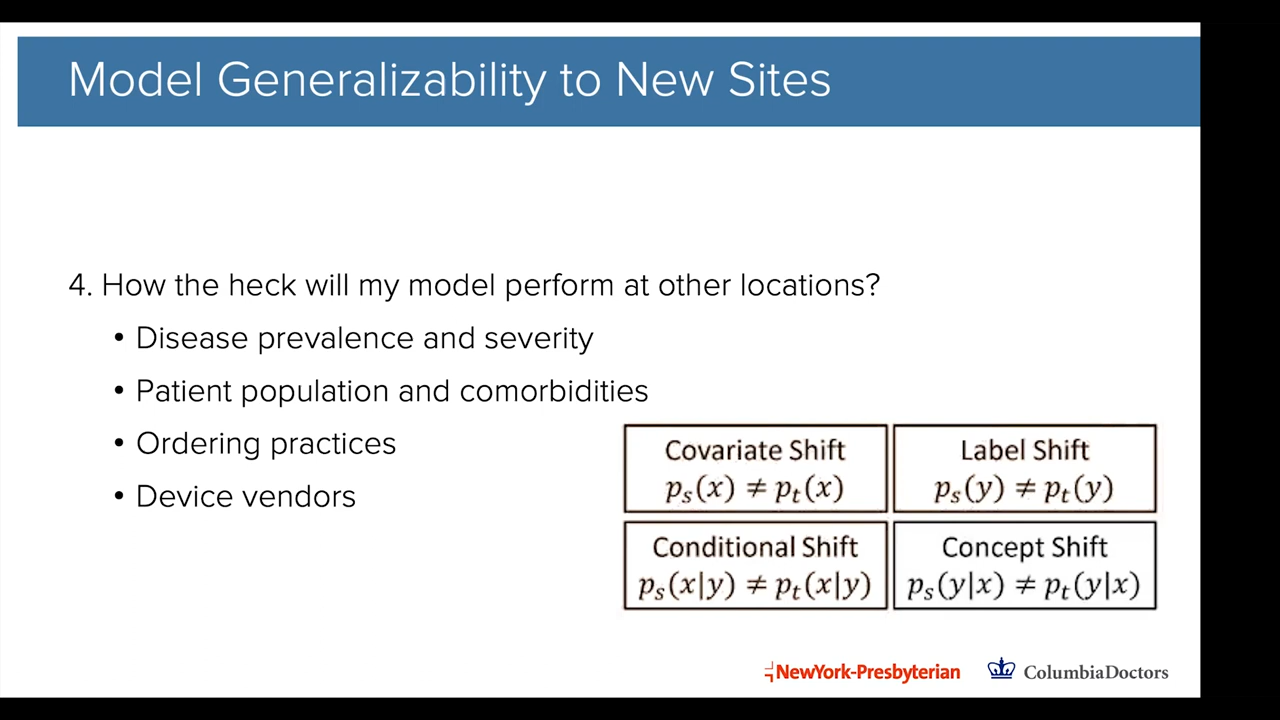 Model Generalizability to New Sites
4. How the heck will my model perform at other locations?
• Disease prevalence and severity
• Patient population and comorbidities
• Ordering practices
• Device vendors
Covariate Shift
pₛ(x) ≠ pₜ(x)
Label Shift
pₛ(y) ≠ pₜ(y)
Conditional Shift
pₛ(x|y) ≠ pₜ(x|y)
Concept Shift
pₛ(y|x) ≠ pₜ(y|x)
NewYork-Presbyterian
ColumbiaDoctors